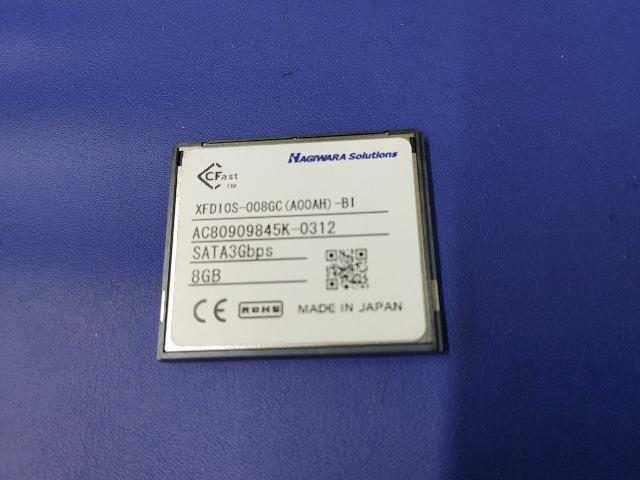 CFast
TM
HAGIWARA Solutions
XFD10S-008GC(A00AH)-BI
AC80909845K-0312
SATA3Gbps
8GB
CE RoHS MADE IN JAPAN